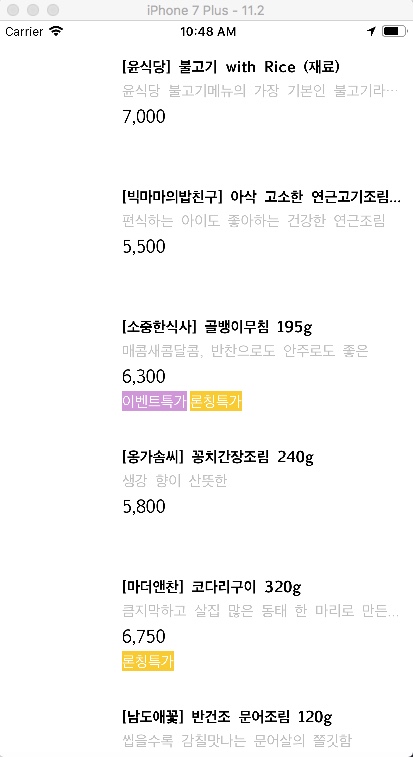 iPhone 7 Plus - 11.2
Carrier 10:48 AM
[윤식당] 불고기 with Rice (재료)
윤식당 불고기메뉴의 가장 기본인 불고기라…
7,000
[빅마마의밥친구] 아삭 고소한 연근고기조림...
편식하는 아이도 좋아하는 건강한 연근조림
5,500
[소중한식사] 골뱅이무침 195g
매콤새콤달콤, 반찬으로도 안주로도 좋은
6,300
이벤트특가 론칭특가
[옹가솜씨] 꽁치간장조림 240g
생강 향이 산뜻한
5,800
[마더앤찬] 코다리구이 320g
큼지막하고 살집 많은 동태 한 마리로 만든…
6,750
론칭특가
[남도애꽃] 반건조 문어조림 120g
씹을수록 감칠맛나는 문어살의 쫄깃함